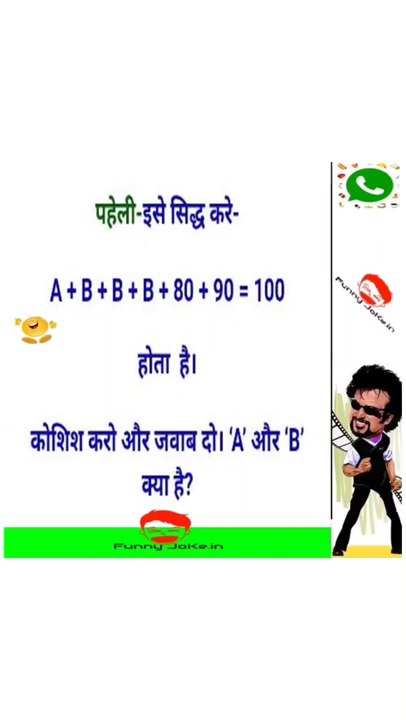 पहेली-इसे सिद्ध करे-
A + B + B + B + 80 + 90 = 100
होता है।
कोशिश करो और जवाब दो। ‘A’ और ‘B’
क्या है?
Funny JoKe.in
Funny JoKe.in